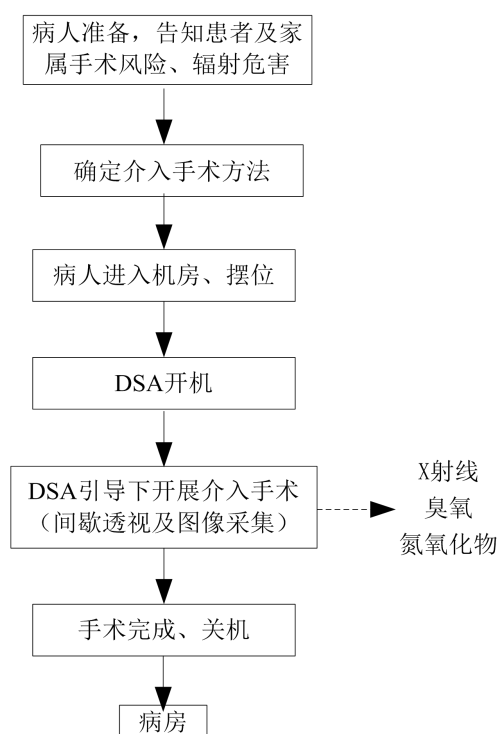 病人准备，告知患者及家
属手术风险、辐射危害
确定介入手术方法
病人进入机房、摆位
DSA开机
DSA引导下开展介入手术
（间歇透视及图像采集）
X射线
臭氧
氮氧化物
手术完成、关机
病房